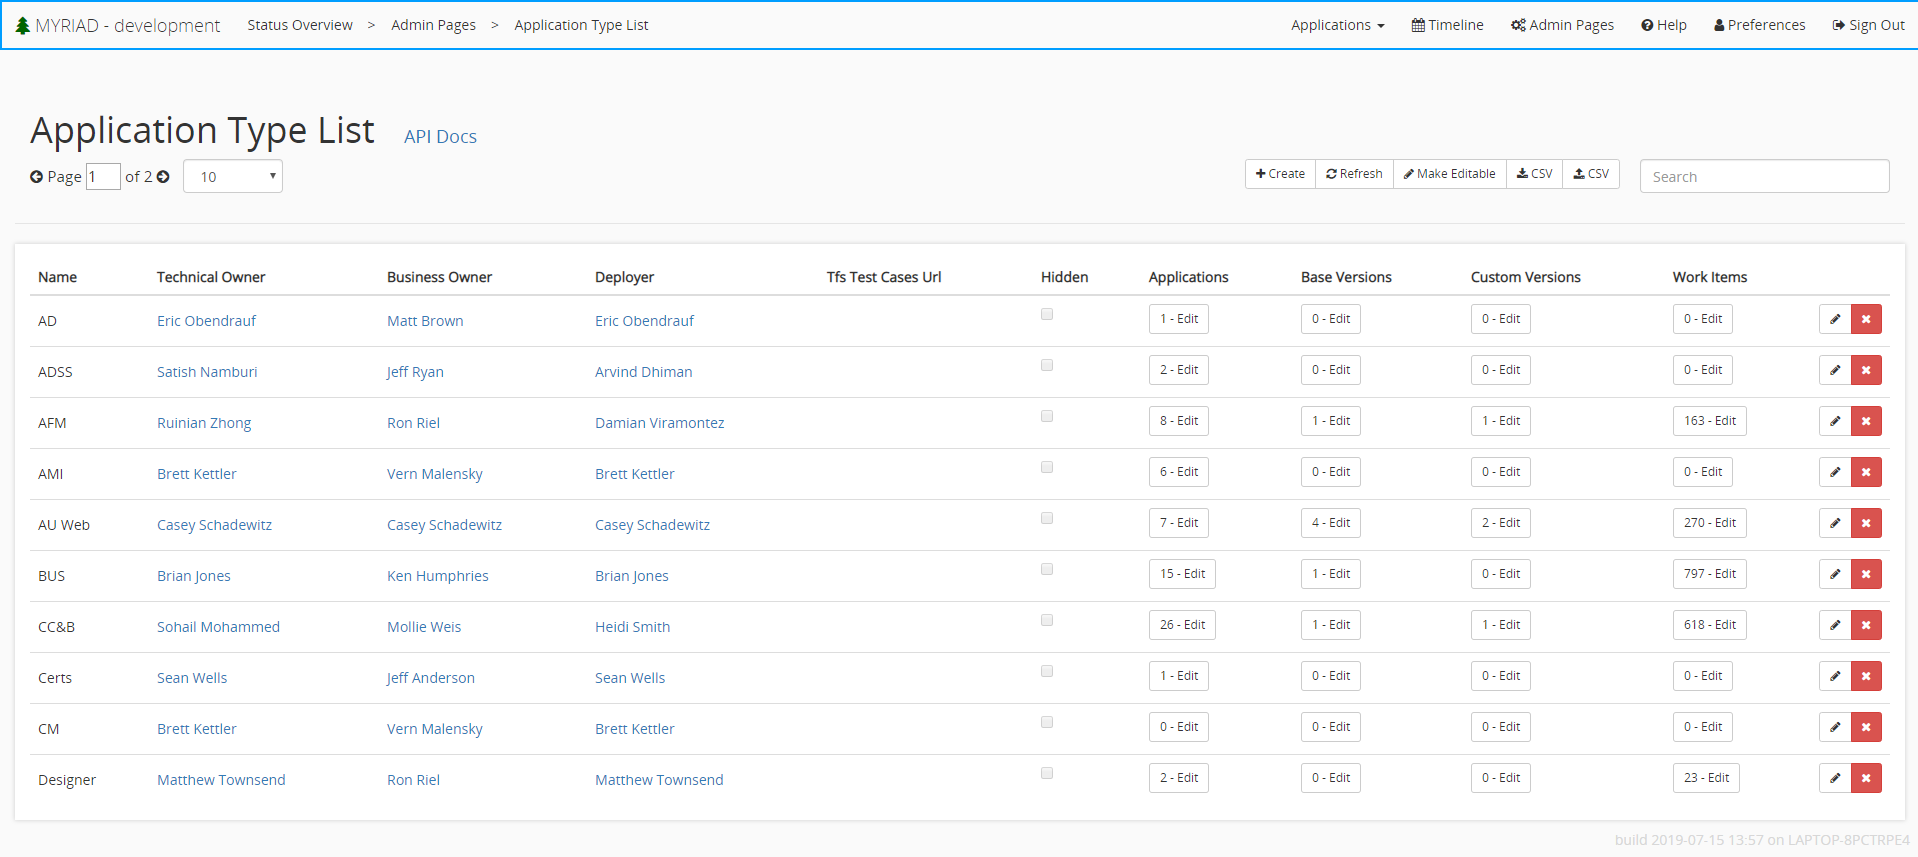 MYRIAD - development Status Overview > Admin Pages > Application Type List Applications Timeline Admin Pages Help Preferences Sign Out
Application Type List API Docs
Page 1 of 2 10 Create Refresh Make Editable CSV CSV Search
Name Technical Owner Business Owner Deployer Tfs Test Cases Url Hidden Applications Base Versions Custom Versions Work Items
AD Eric Obendrauf Matt Brown Eric Obendrauf 1 - Edit 0 - Edit 0 - Edit 0 - Edit
ADSS Satish Namburi Jeff Ryan Arvind Dhiman 2 - Edit 0 - Edit 0 - Edit 0 - Edit
AFM Ruinian Zhong Ron Riel Damian Viramontez 8 - Edit 1 - Edit 1 - Edit 163 - Edit
AMI Brett Kettler Vern Malensky Brett Kettler 6 - Edit 0 - Edit 0 - Edit 0 - Edit
AU Web Casey Schadewitz Casey Schadewitz Casey Schadewitz 7 - Edit 4 - Edit 2 - Edit 270 - Edit
BUS Brian Jones Ken Humphries Brian Jones 15 - Edit 1 - Edit 0 - Edit 797 - Edit
CC&B Sohail Mohammed Mollie Weis Heidi Smith 26 - Edit 1 - Edit 1 - Edit 618 - Edit
Certs Sean Wells Jeff Anderson Sean Wells 1 - Edit 0 - Edit 0 - Edit 0 - Edit
CM Brett Kettler Vern Malensky Brett Kettler 0 - Edit 0 - Edit 0 - Edit 0 - Edit
Designer Matthew Townsend Ron Riel Matthew Townsend 2 - Edit 0 - Edit 0 - Edit 23 - Edit
build 2019-07-15 13:57 on LAPTOP-8PCTRPE4